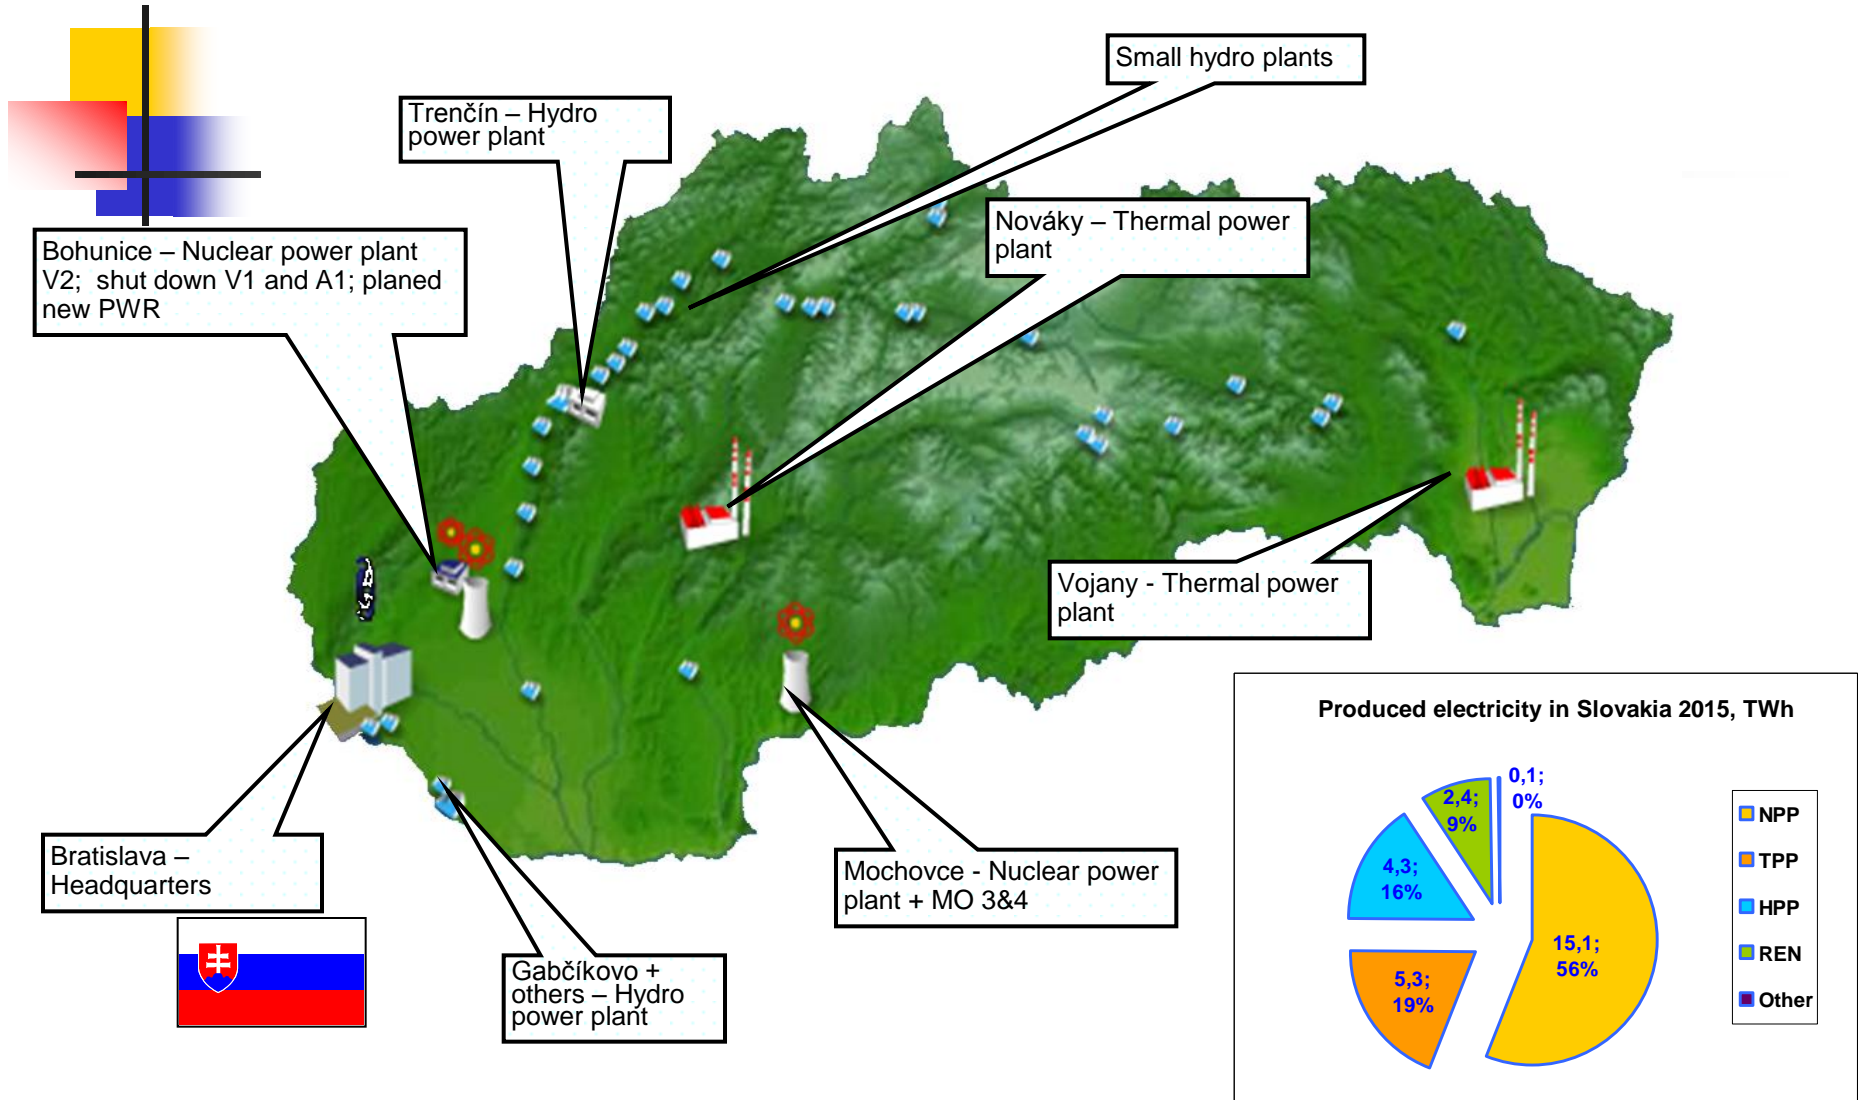 Small hydro plants
Trenčín – Hydro
power plant
Nováky – Thermal power
plant
Bohunice – Nuclear power plant
V2;  shut down V1 and A1; planed
new PWR
Vojany - Thermal power
plant
Bratislava –
Headquarters
Mochovce - Nuclear power
plant + MO 3&4
Gabčíkovo +
others – Hydro
power plant
Produced electricity in Slovakia 2015, TWh
0,1;
0%
2,4;
9%
4,3;
16%
15,1;
56%
5,3;
19%
NPP
TPP
HPP
REN
Other